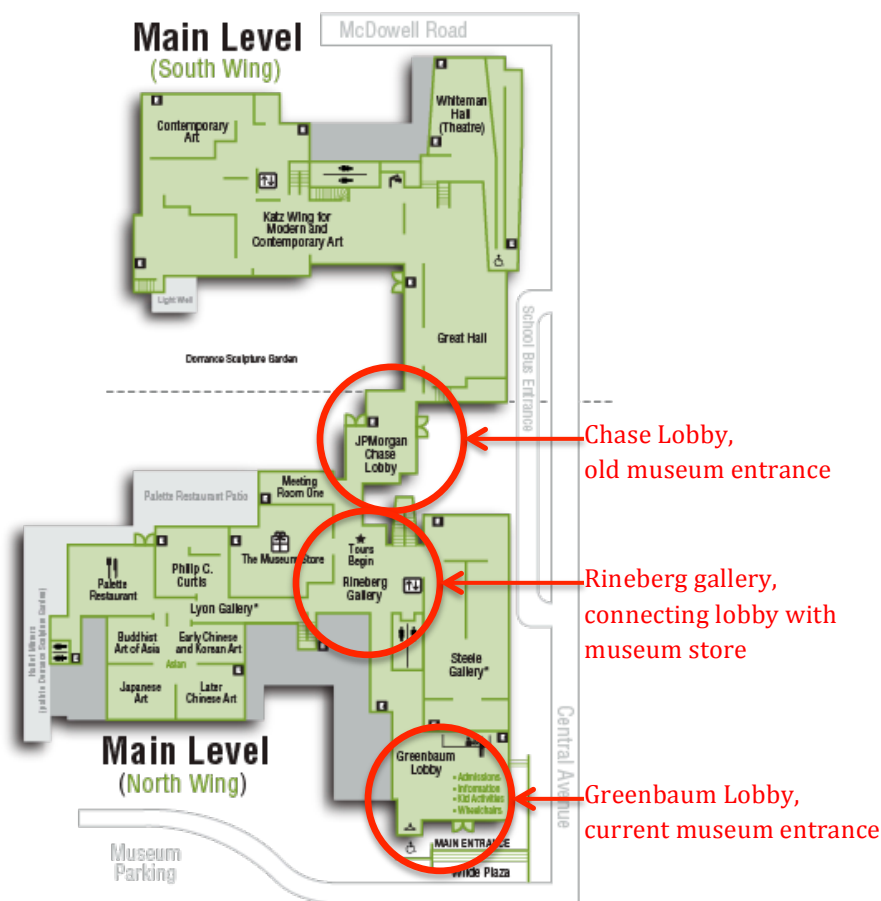 Main Level
(South Wing)
McDowell Road
Contemporary
Art
Whiteman
Hall
(Theatre)
Katz Wing for
Modern and
Contemporary Art
Light Well
Great Hall
School Bus Entrance
Dorrance Sculpture Garden
JPMorgan
Chase
Lobby
Chase Lobby,
old museum entrance
Palette Restaurant Patio
Meeting
Room One
The Museum Store
Tours
Begin
Rineberg
Gallery
Rineberg gallery,
connecting lobby with
museum store
Philip C.
Curtis
Palette
Restaurant
Lyon Gallery*
Buddhist
Art of Asia
Early Chinese
and Korean Art
Asian
Japanese
Art
Later
Chinese Art
Steele
Gallery*
(public Dorrance Sculpture Garden)
Main Level
(North Wing)
Central Avenue
Greenbaum
Lobby
• Admissions
• Information
• Kid Activities
• Wheelchairs
Greenbaum Lobby,
current museum entrance
MAIN ENTRANCE
Wilde Plaza
Museum
Parking